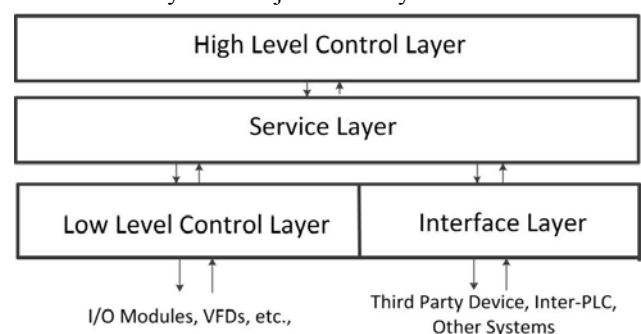 High Level Control Layer
Service Layer
Low Level Control Layer
Interface Layer
I/O Modules, VFDs, etc.,
Third Party Device, Inter-PLC,
Other Systems